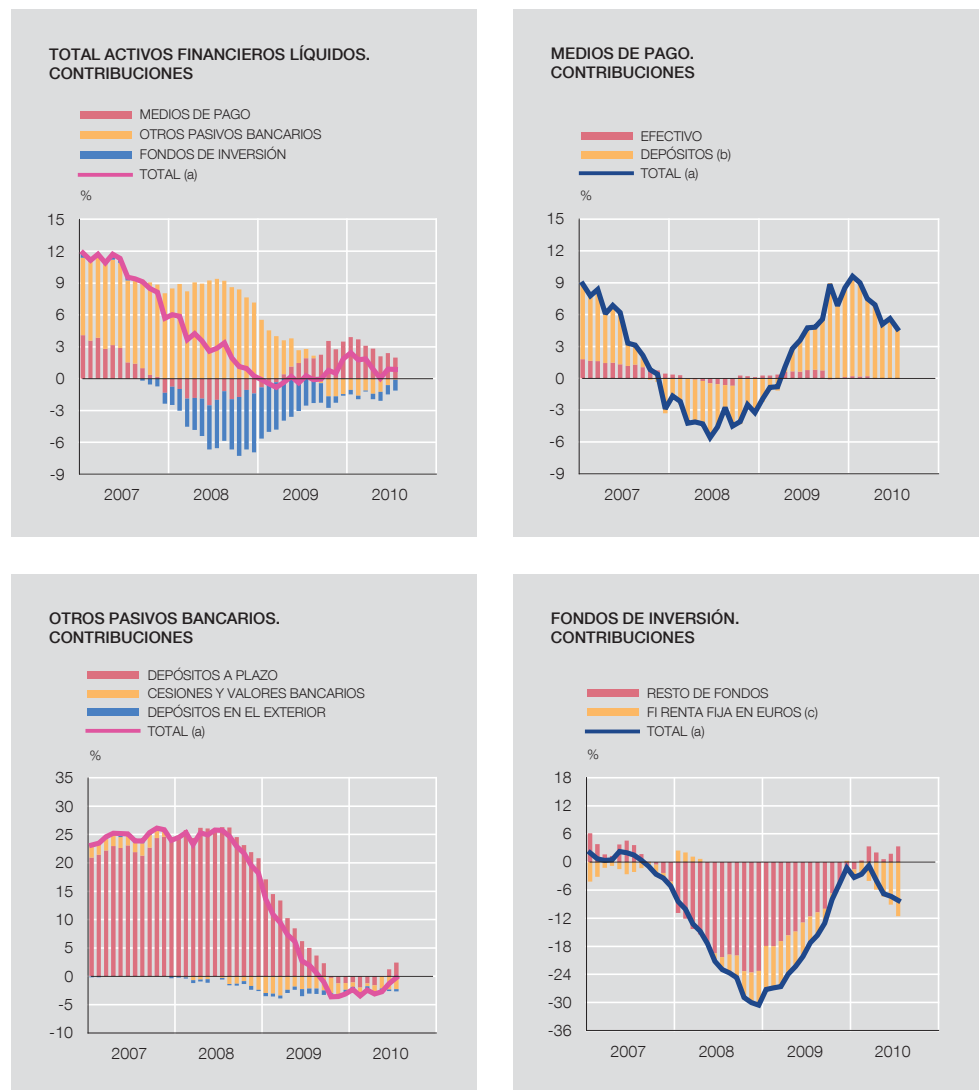 TOTAL ACTIVOS FINANCIEROS LÍQUIDOS.
CONTRIBUCIONES
MEDIOS DE PAGO
OTROS PASIVOS BANCARIOS
FONDOS DE INVERSIÓN
TOTAL (a)
%
15
12
9
6
3
0
-3
-6
-9
2007 2008 2009 2010
MEDIOS DE PAGO.
CONTRIBUCIONES
EFECTIVO
DEPÓSITOS (b)
TOTAL (a)
%
15
12
9
6
3
0
-3
-6
-9
2007 2008 2009 2010
OTROS PASIVOS BANCARIOS.
CONTRIBUCIONES
DEPÓSITOS A PLAZO
CESIONES Y VALORES BANCARIOS
DEPÓSITOS EN EL EXTERIOR
TOTAL (a)
%
35
30
25
20
15
10
5
0
-5
-10
2007 2008 2009 2010
FONDOS DE INVERSIÓN.
CONTRIBUCIONES
RESTO DE FONDOS
FI RENTA FIJA EN EUROS (c)
TOTAL (a)
%
18
12
6
0
-6
-12
-18
-24
-30
-36
2007 2008 2009 2010